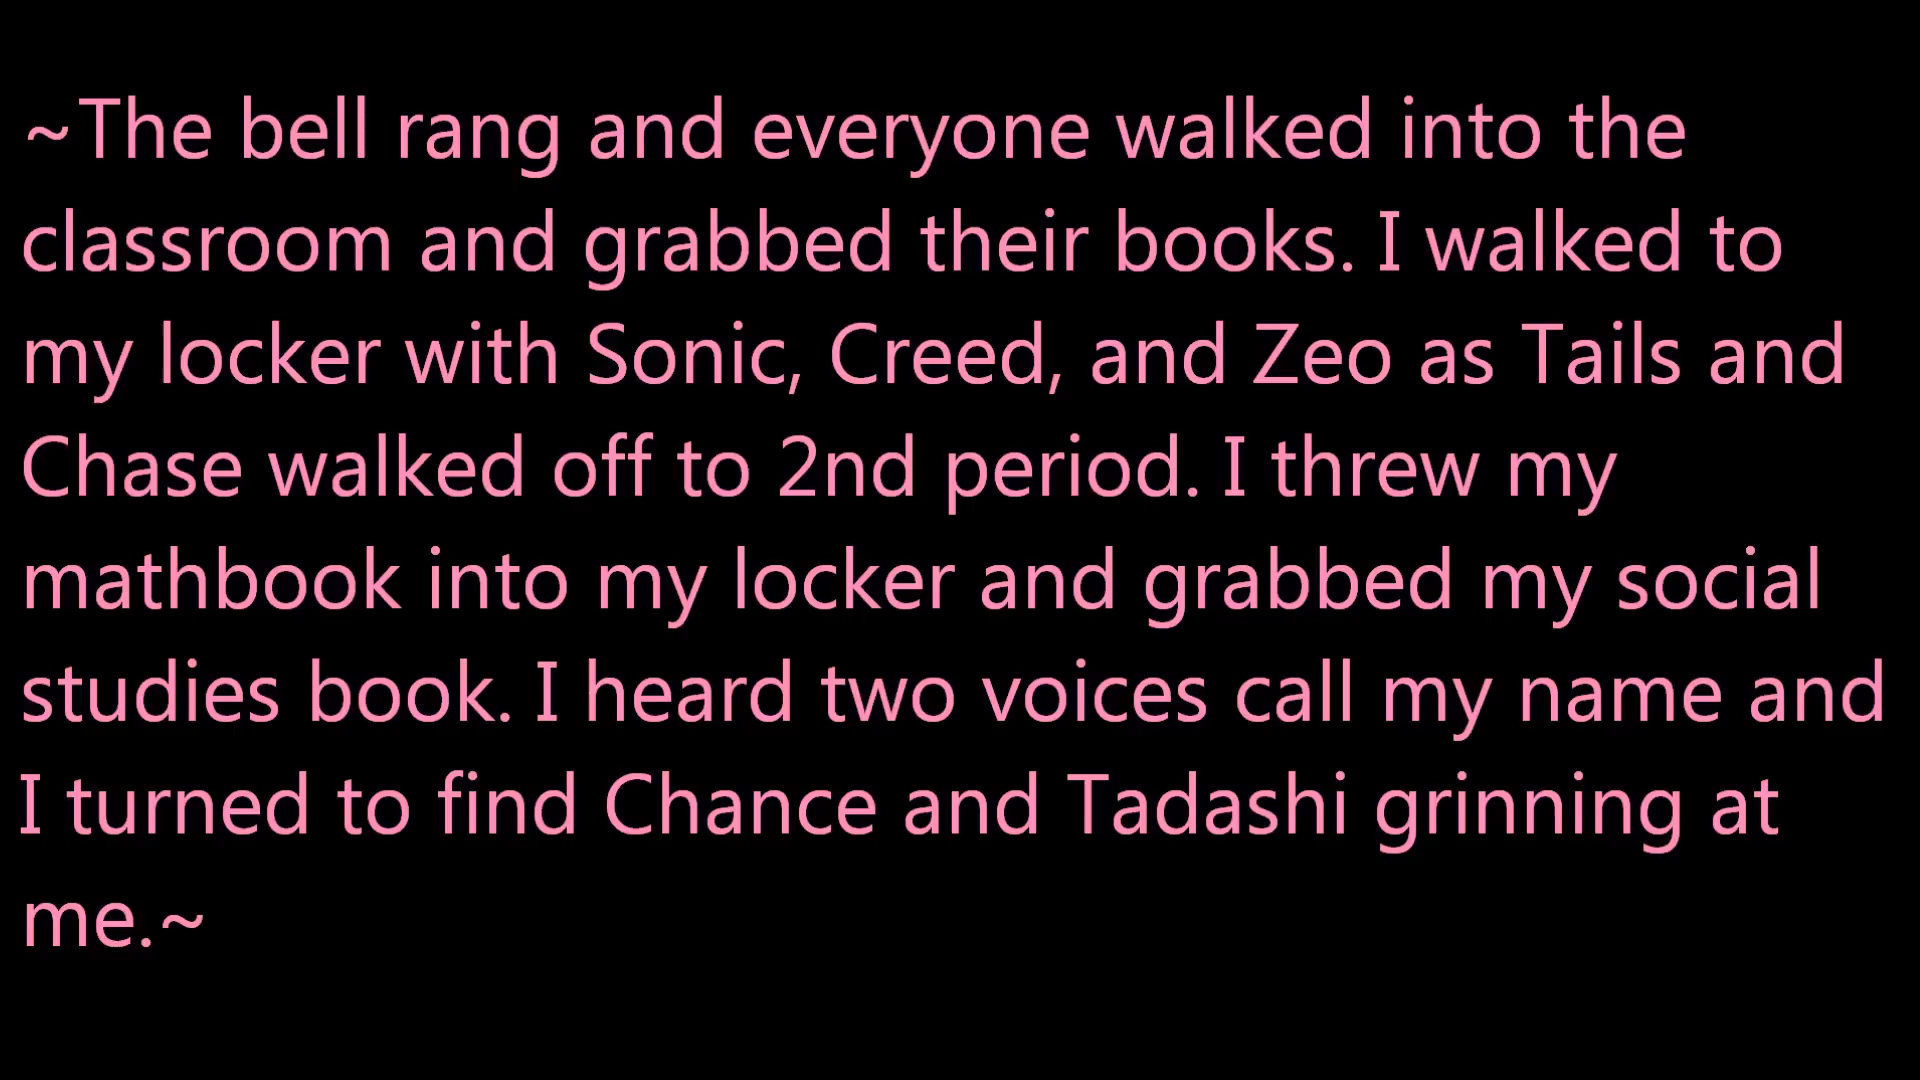 ~The bell rang and everyone walked into the
classroom and grabbed their books. I walked to
my locker with Sonic, Creed, and Zeo as Tails and
Chase walked off to 2nd period. I threw my
mathbook into my locker and grabbed my social
studies book. I heard two voices call my name and
I turned to find Chance and Tadashi grinning at
me.~